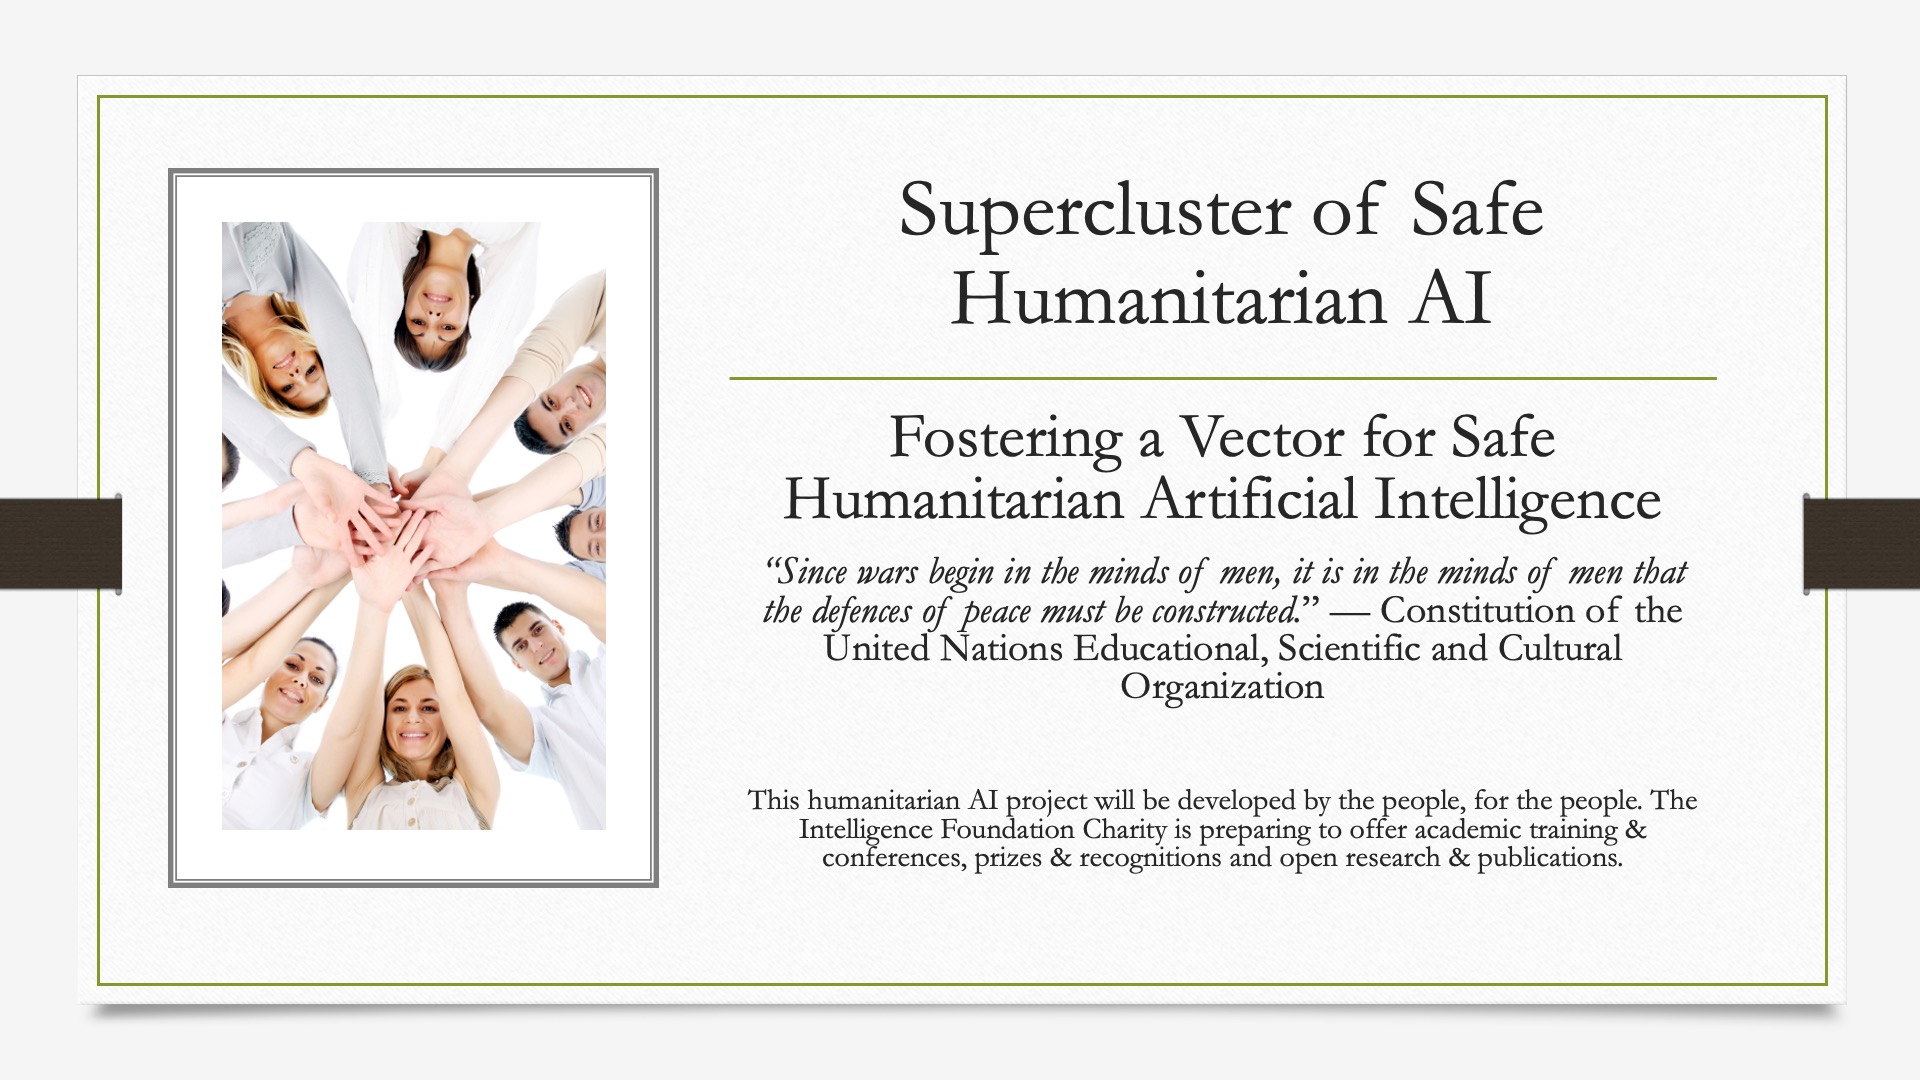 Supercluster of Safe
Humanitarian AI
Fostering a Vector for Safe
Humanitarian Artificial Intelligence
“Since wars begin in the minds of men, it is in the minds of men that
the defences of peace must be constructed.” — Constitution of the
United Nations Educational, Scientific and Cultural
Organization
This humanitarian AI project will be developed by the people, for the people. The
Intelligence Foundation Charity is preparing to offer academic training &
conferences, prizes & recognitions and open research & publications.